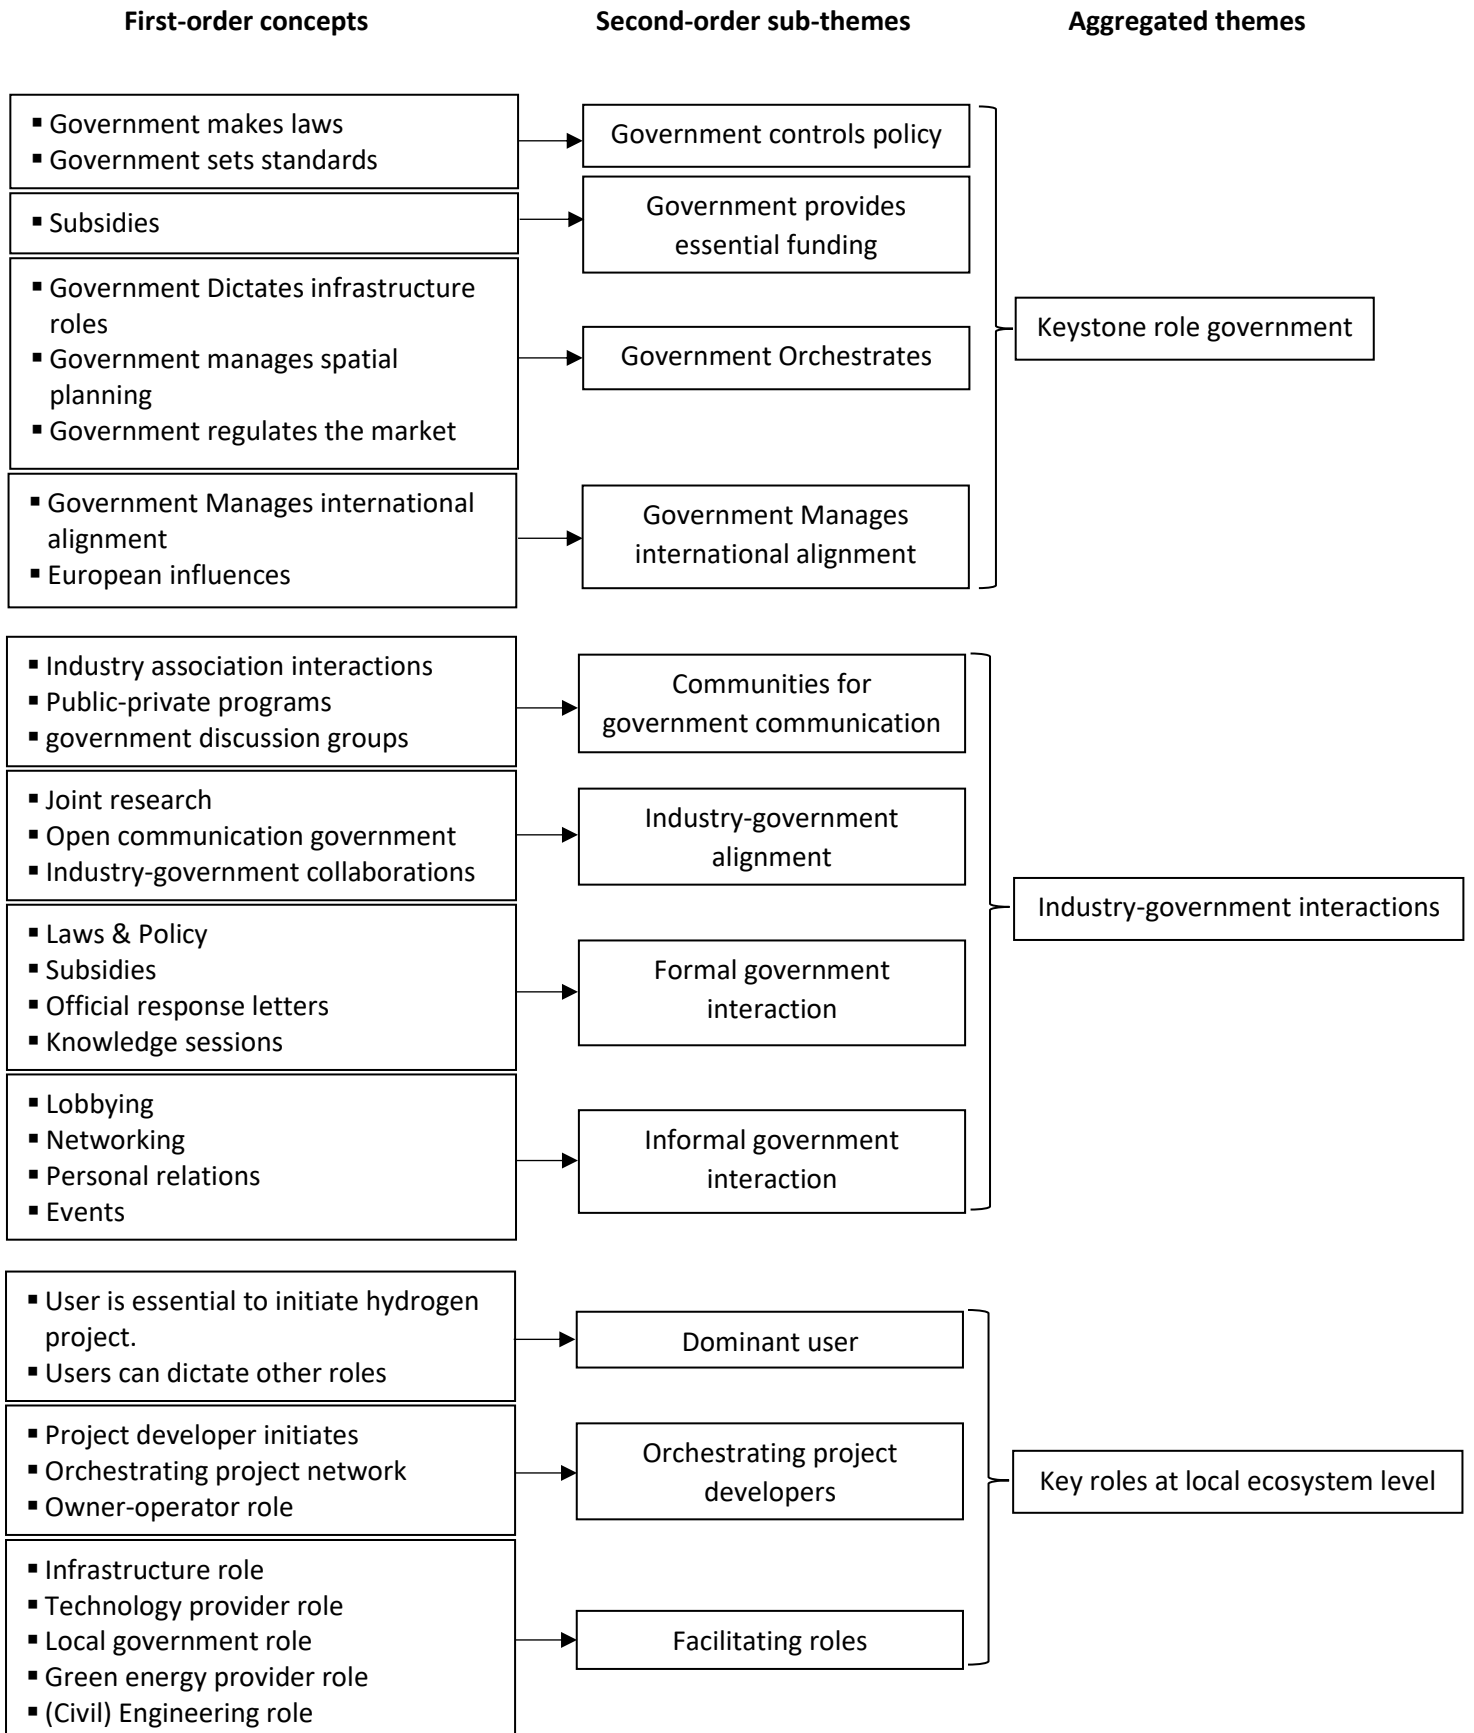 First-order concepts
Second-order sub-themes
Aggregated themes
▪ Government makes laws
▪ Government sets standards
Government controls policy
▪ Subsidies
Government provides
essential funding
▪ Government Dictates infrastructure
roles
▪ Government manages spatial
planning
▪ Government regulates the market
Government Orchestrates
▪ Government Manages international
alignment
▪ European influences
Government Manages
international alignment
Keystone role government
▪ Industry association interactions
▪ Public-private programs
▪ government discussion groups
Communities for
government communication
▪ Joint research
▪ Open communication government
▪ Industry-government collaborations
Industry-government
alignment
▪ Laws & Policy
▪ Subsidies
▪ Official response letters
▪ Knowledge sessions
Formal government
interaction
▪ Lobbying
▪ Networking
▪ Personal relations
▪ Events
Informal government
interaction
Industry-government interactions
▪ User is essential to initiate hydrogen
project.
▪ Users can dictate other roles
Dominant user
▪ Project developer initiates
▪ Orchestrating project network
▪ Owner-operator role
Orchestrating project
developers
▪ Infrastructure role
▪ Technology provider role
▪ Local government role
▪ Green energy provider role
▪ (Civil) Engineering role
Facilitating roles
Key roles at local ecosystem level